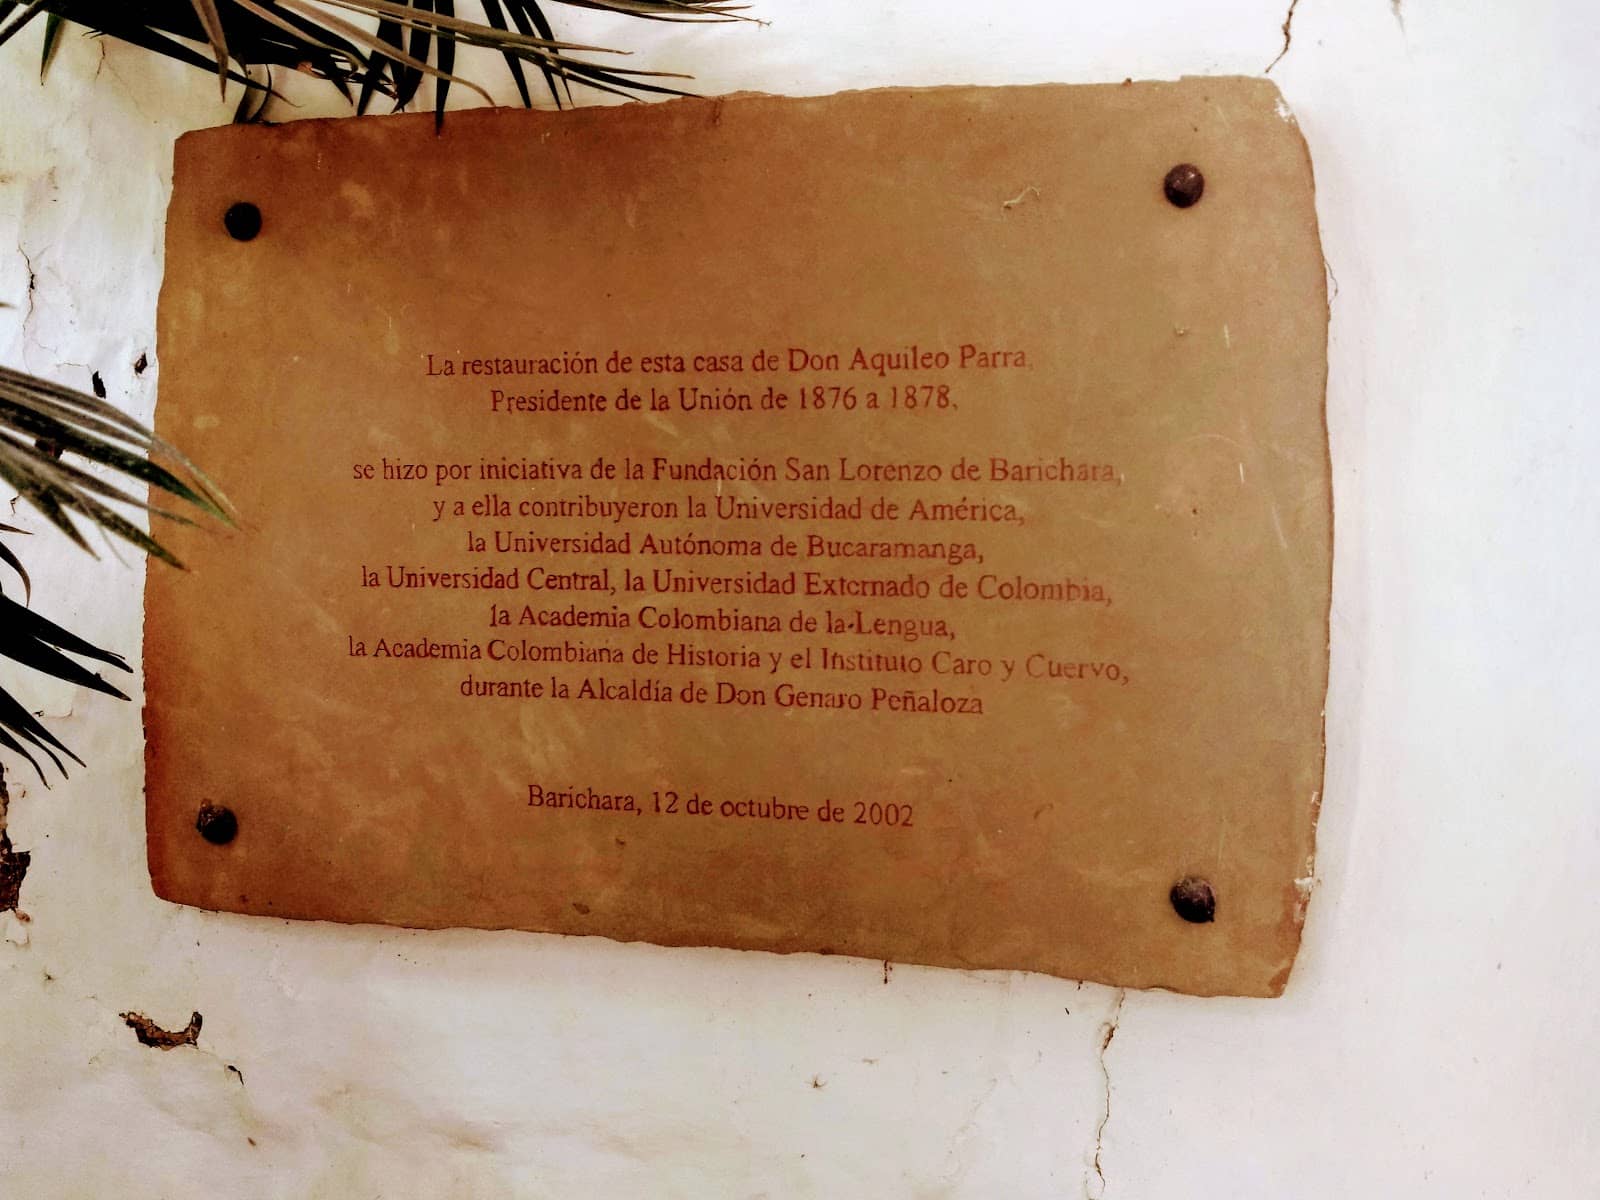 La restauración de esta casa de Don Aquileo Parra,
Presidente de la Unión de 1876 a 1878,
se hizo por iniciativa de la Fundación San Lorenzo de Barichara,
y a ella contribuyeron la Universidad de América,
la Universidad Autónoma de Bucaramanga,
la Universidad Central, la Universidad Externado de Colombia,
la Academia Colombiana de la Lengua,
la Academia Colombiana de Historia y el Instituto Caro y Cuervo,
durante la Alcaldía de Don Genaro Peñaloza
Barichara, 12 de octubre de 2002